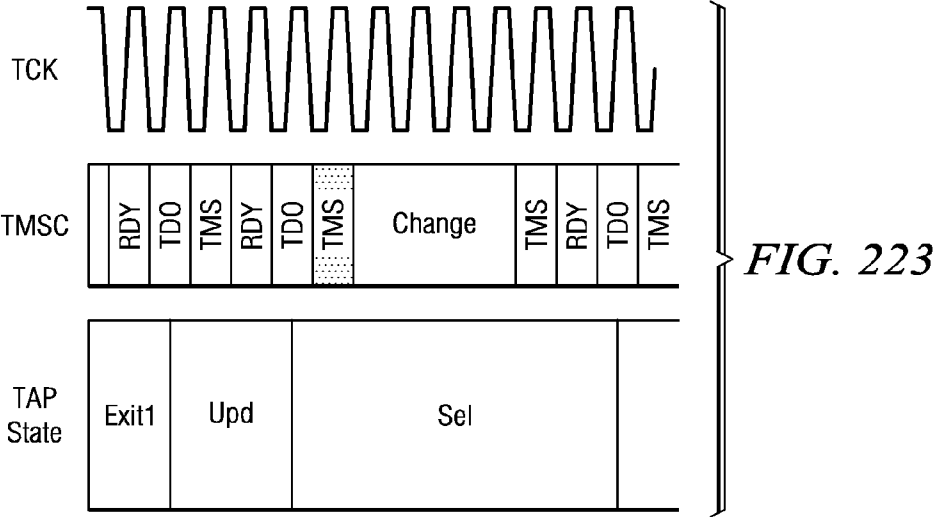 TCK
TMSC
RDY
TDO
TMS
RDY
TDO
TMS
Change
TMS
RDY
TDO
TMS
TAP
State
Exit1
Upd
Sel
FIG. 223